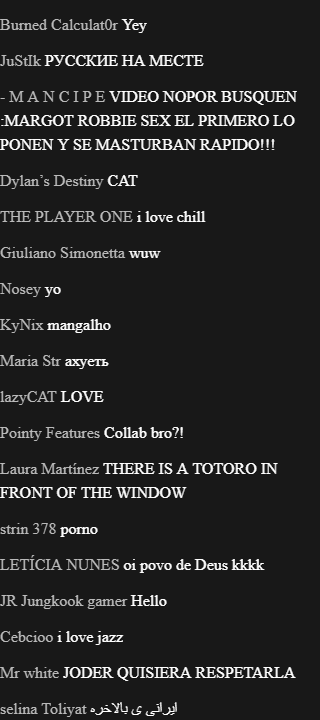 Burned Calculat0r Yey
JuStIk РУССКИЕ НА МЕСТЕ
- M A N C I P E VIDEO NOPOR BUSQUEN
:MARGOT ROBBIE SEX EL PRIMERO LO
PONEN Y SE MASTURBAN RAPIDO!!!
Dylan’s Destiny CAT
THE PLAYER ONE i love chill
Giuliano Simonetta wuw
Nosey yo
KyNix mangalho
Maria Str ахуеть
lazyCAT LOVE
Pointy Features Collab bro?!
Laura Martínez THERE IS A TOTORO IN
FRONT OF THE WINDOW
strin 378 porno
LETÍCIA NUNES oi povo de Deus kkkk
JR Jungkook gamer Hello
Cebcioo i love jazz
Mr white JODER QUISIERA RESPETARLA
selina Toliyat ایرانی ی بالاخره